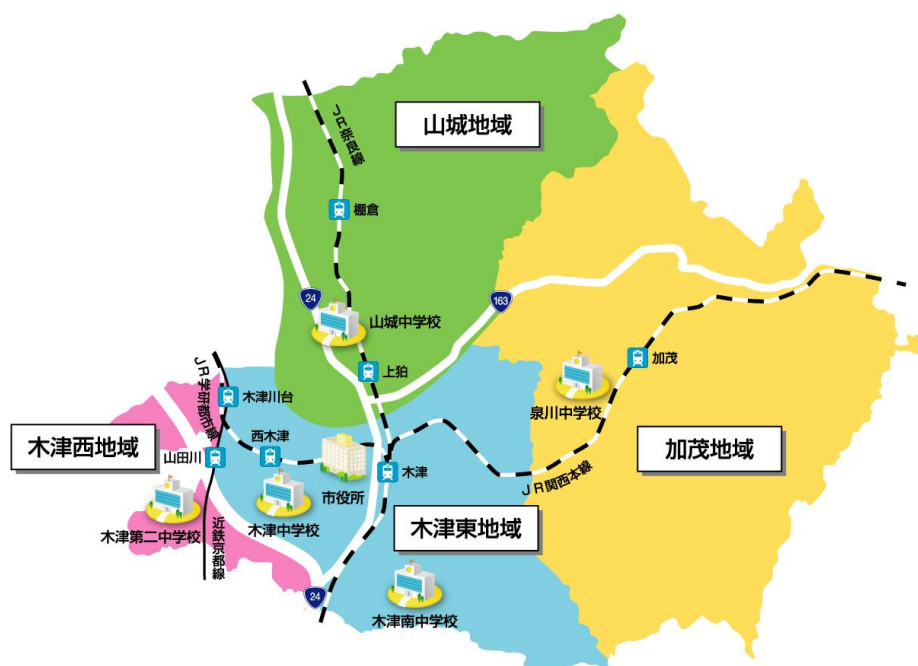 山城地域
JR奈良線
棚倉
24
163
山城中学校
上狛
加茂
JR学研都市線
木津川台
泉川中学校
木津西地域
西木津
山田川
市役所
木津
加茂地域
JR関西本線
木津第二中学校
木津中学校
木津東地域
近鉄京都線
24
木津南中学校